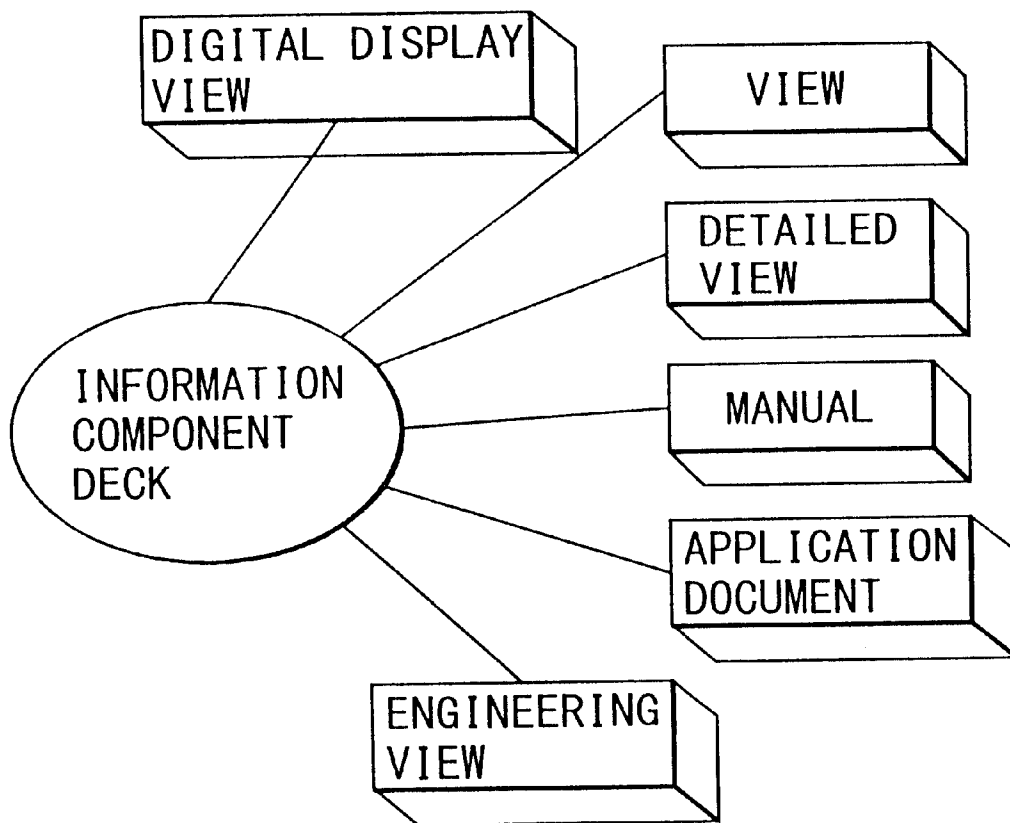 DIGITAL DISPLAY
VIEW
VIEW
DETAILED
VIEW
INFORMATION
COMPONENT
DECK
MANUAL
APPLICATION
DOCUMENT
ENGINEERING
VIEW